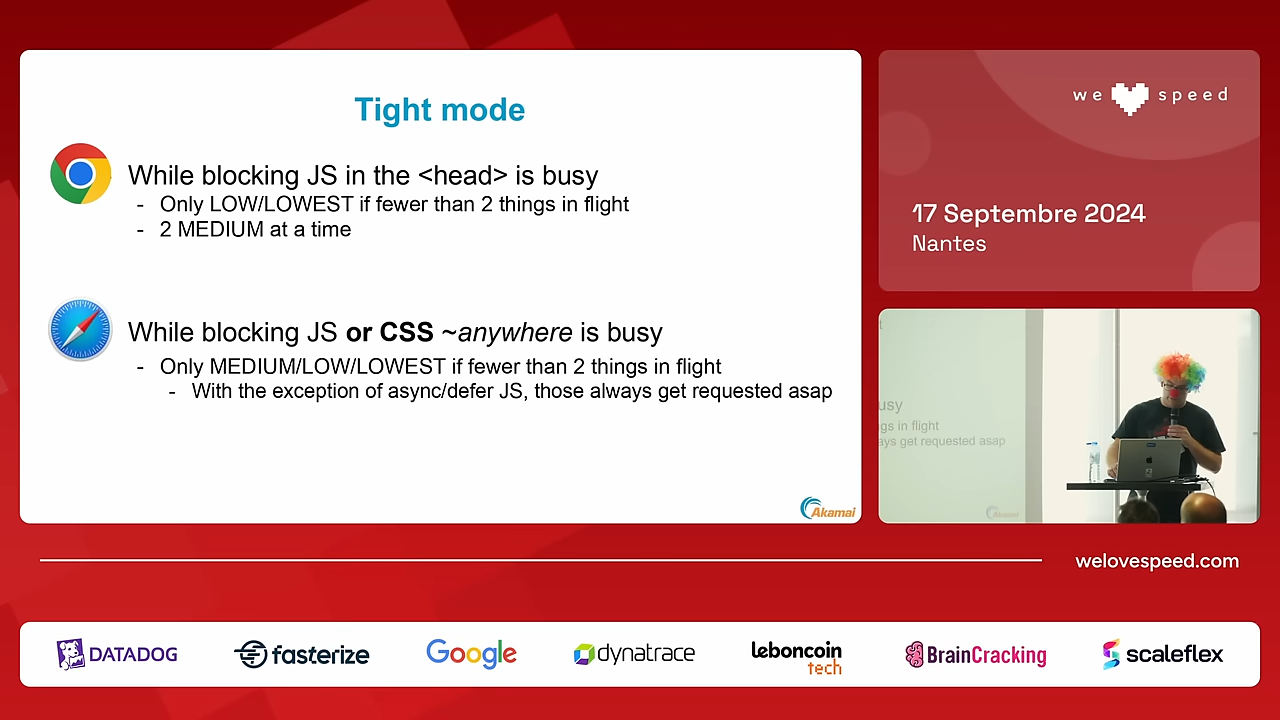 Tight mode
While blocking JS in the <head> is busy
- Only LOW/LOWEST if fewer than 2 things in flight
- 2 MEDIUM at a time
While blocking JS or CSS ~anywhere is busy
- Only MEDIUM/LOW/LOWEST if fewer than 2 things in flight
- With the exception of async/defer JS, those always get requested asap
Akamai
we speed
17 Septembre 2024
Nantes
usy
gs in flight
ays get requested asap
Akamai
welovespeed.com
DATADOG
fasterize
Google
dynatrace
leboncoin
tech
BrainCracking
scaleflex